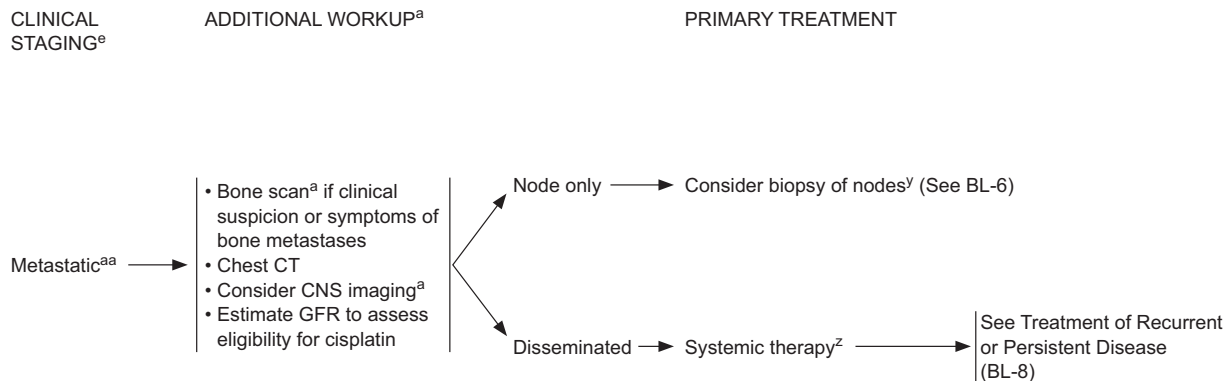 CLINICAL
STAGINGᵉ
ADDITIONAL WORKUPᵃ
PRIMARY TREATMENT
Metastaticᵃᵃ
• Bone scanᵃ if clinical
suspicion or symptoms of
bone metastases
• Chest CT
• Consider CNS imagingᵃ
• Estimate GFR to assess
eligibility for cisplatin
Node only
Consider biopsy of nodesʸ (See BL-6)
Disseminated
Systemic therapyᶻ
See Treatment of Recurrent
or Persistent Disease
(BL-8)